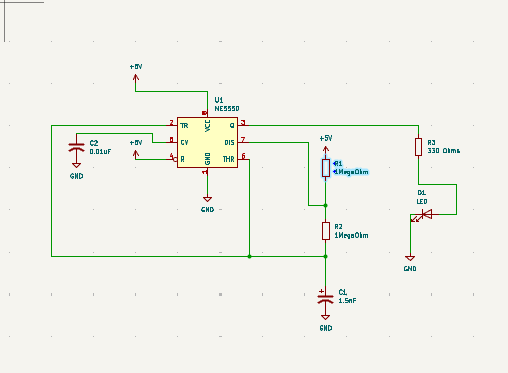 +5V
U1
NE555D
2
TR
8
VCC
Q
3
5
CV
DIS
7
4
R
GND
THR
6
1
C2
0.01uF
GND
+5V
GND
+5V
R1
1MegaOhm
R2
1MegaOhm
C1
1.5nF
GND
R3
330 Ohms
D1
LED
GND